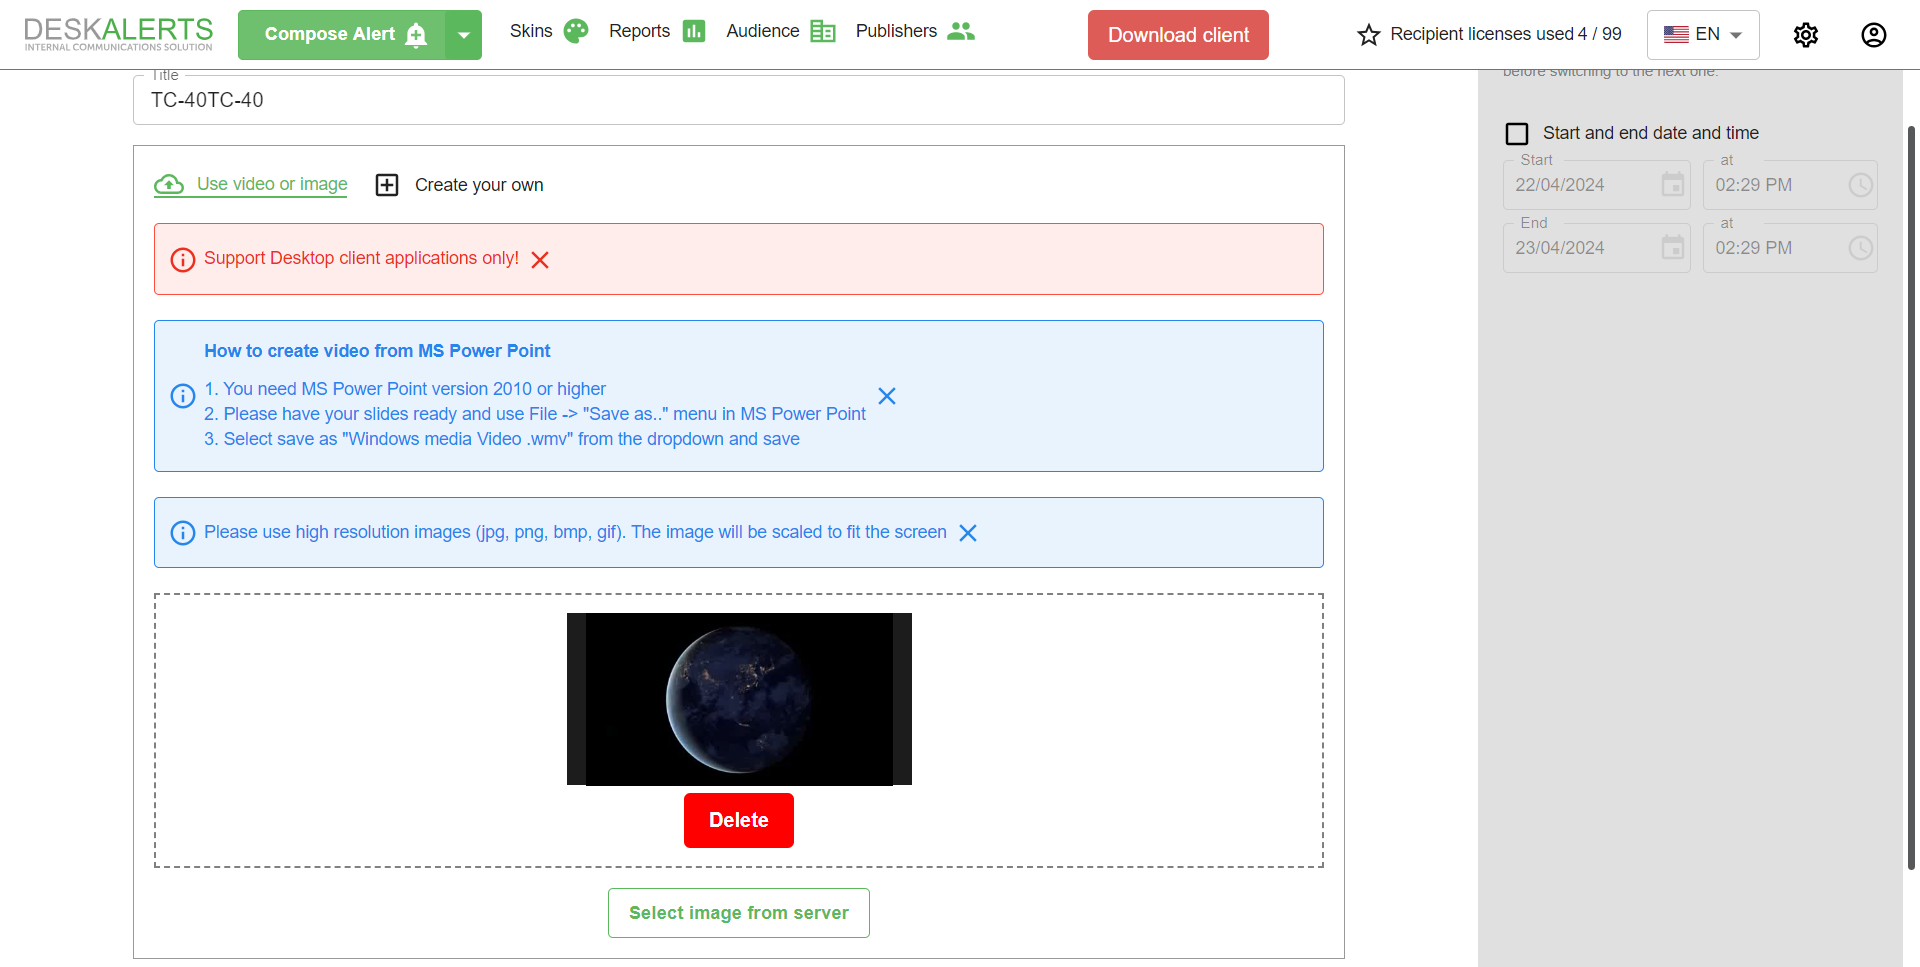 DESKALERTS
INTERNAL COMMUNICATIONS SOLUTION
Compose Alert
Skins
Reports
Audience
Publishers
Download client
Recipient licenses used 4 / 99
EN
before switching to the next one.
Title
TC-40TC-40
Use video or image
Create your own
Support Desktop client applications only!
How to create video from MS Power Point
1. You need MS Power Point version 2010 or higher
2. Please have your slides ready and use File -> "Save as.." menu in MS Power Point
3. Select save as "Windows media Video .wmv" from the dropdown and save
Please use high resolution images (jpg, png, bmp, gif). The image will be scaled to fit the screen
Delete
Select image from server
Start and end date and time
Start
22/04/2024
at
02:29 PM
End
23/04/2024
at
02:29 PM